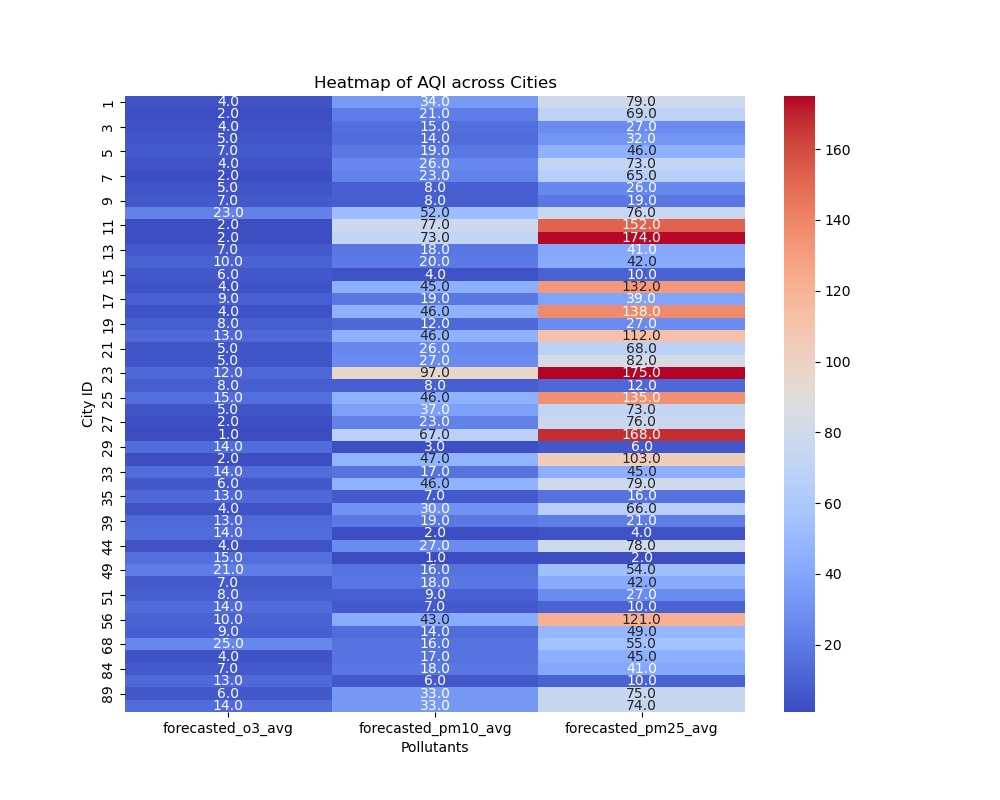 Heatmap of AQI across Cities
1 4.0 34.0 79.0
2.0 21.0 69.0
3 4.0 15.0 27.0
5.0 14.0 32.0
5 7.0 19.0 46.0
4.0 26.0 73.0
7 2.0 23.0 65.0
5.0 8.0 26.0
9 7.0 8.0 19.0
23.0 52.0 76.0
11 2.0 77.0 152.0
2.0 73.0 174.0
13 7.0 18.0 41.0
10.0 20.0 42.0
15 6.0 4.0 10.0
4.0 45.0 132.0
17 9.0 19.0 39.0
4.0 46.0 138.0
19 8.0 12.0 27.0
13.0 46.0 112.0
21 5.0 26.0 68.0
5.0 27.0 82.0
23 12.0 97.0 175.0
8.0 8.0 12.0
25 15.0 46.0 135.0
5.0 37.0 73.0
27 2.0 23.0 76.0
1.0 67.0 168.0
29 14.0 3.0 6.0
2.0 47.0 103.0
33 14.0 17.0 45.0
6.0 46.0 79.0
35 13.0 7.0 16.0
4.0 30.0 66.0
39 13.0 19.0 21.0
14.0 2.0 4.0
44 4.0 27.0 78.0
15.0 1.0 2.0
49 21.0 16.0 54.0
7.0 18.0 42.0
51 8.0 9.0 27.0
14.0 7.0 10.0
56 10.0 43.0 121.0
9.0 14.0 49.0
68 25.0 16.0 55.0
4.0 17.0 45.0
84 7.0 18.0 41.0
13.0 6.0 10.0
89 6.0 33.0 75.0
14.0 33.0 74.0
City ID
forecasted_o3_avg forecasted_pm10_avg forecasted_pm25_avg
Pollutants
160
140
120
100
80
60
40
20